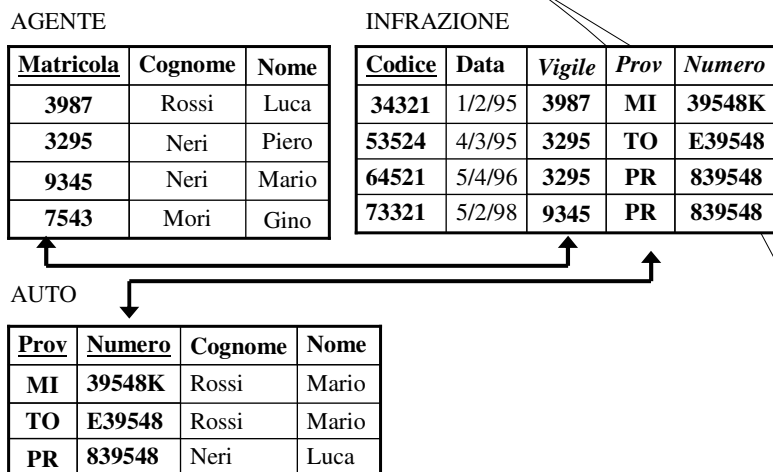 AGENTE
Matricola Cognome Nome
3987 Rossi Luca
3295 Neri Piero
9345 Neri Mario
7543 Mori Gino
INFRAZIONE
Codice Data Vigile Prov Numero
34321 1/2/95 3987 MI 39548K
53524 4/3/95 3295 TO E39548
64521 5/4/96 3295 PR 839548
73321 5/2/98 9345 PR 839548
AUTO
Prov Numero Cognome Nome
MI 39548K Rossi Mario
TO E39548 Rossi Mario
PR 839548 Neri Luca